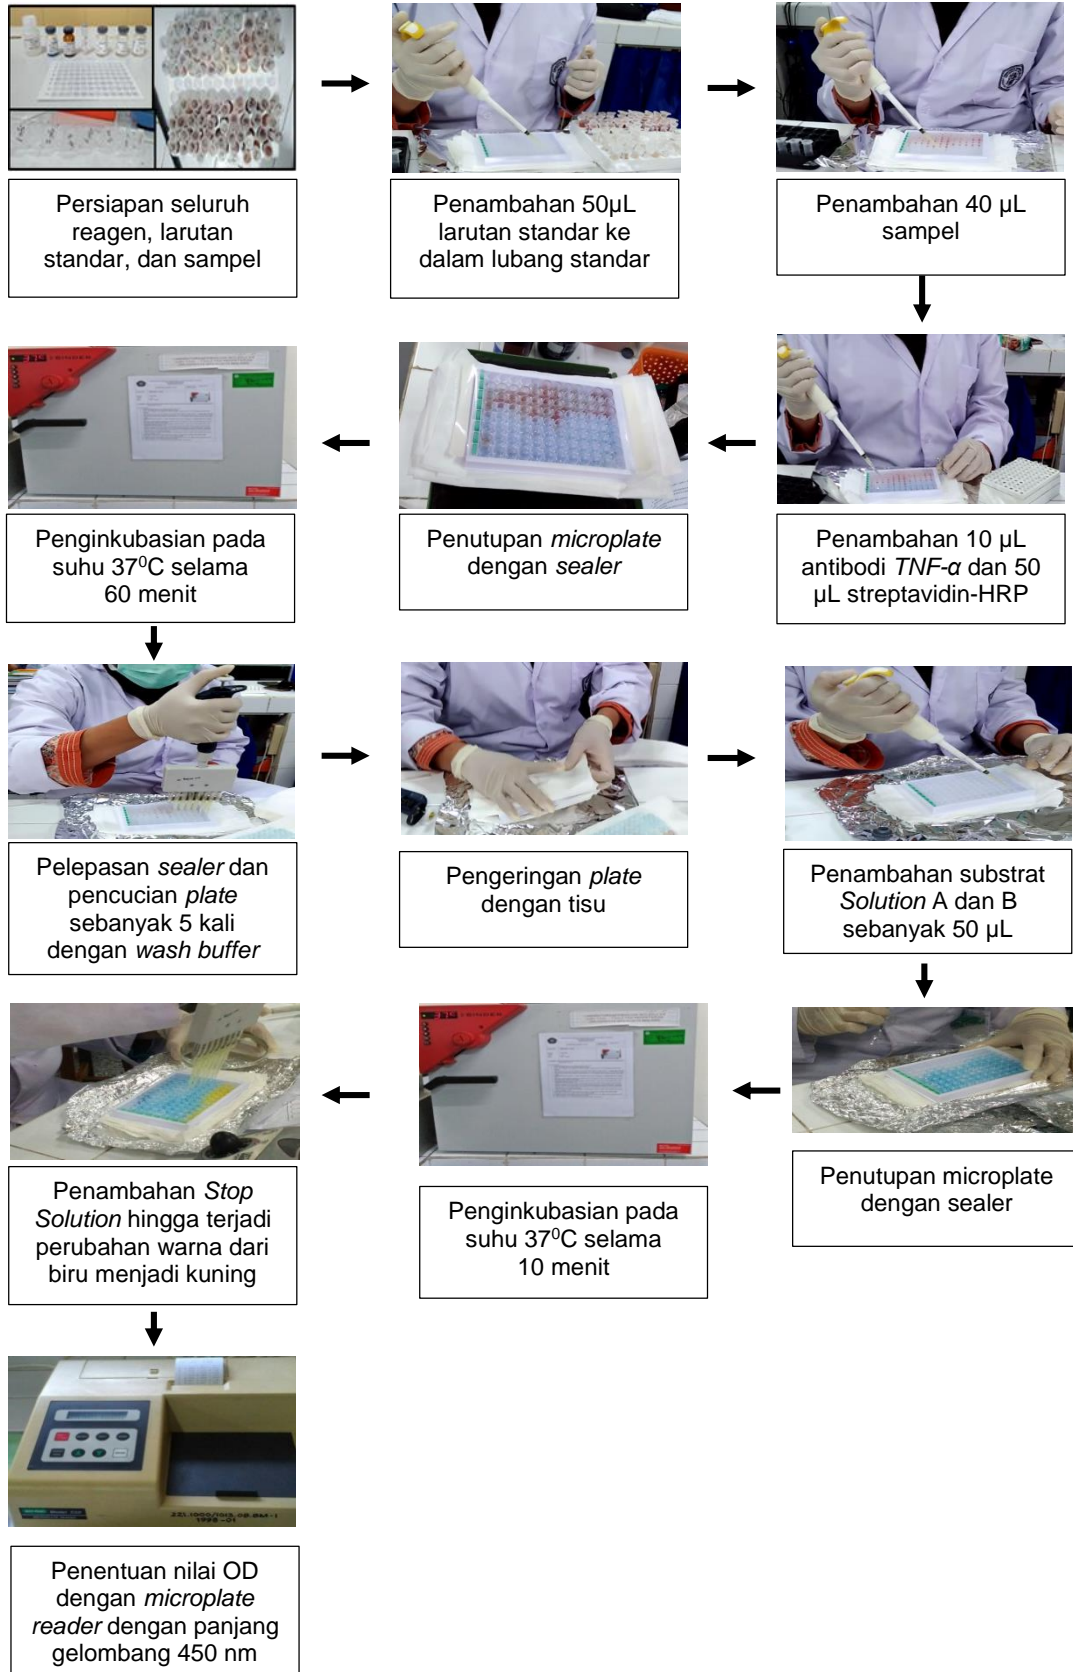 Persiapan seluruh
reagen, larutan
standar, dan sampel
Penambahan 50µL
larutan standar ke
dalam lubang standar
Penambahan 40 µL
sampel
Penambahan 10 µL
antibodi TNF-α dan 50
µL streptavidin-HRP
Penutupan microplate
dengan sealer
Penginkubasian pada
suhu 37⁰C selama
60 menit
Pelepasan sealer dan
pencucian plate
sebanyak 5 kali
dengan wash buffer
Pengeringan plate
dengan tisu
Penambahan substrat
Solution A dan B
sebanyak 50 µL
Penutupan microplate
dengan sealer
Penginkubasian pada
suhu 37⁰C selama
10 menit
Penambahan Stop
Solution hingga terjadi
perubahan warna dari
biru menjadi kuning
Penentuan nilai OD
dengan microplate
reader dengan panjang
gelombang 450 nm